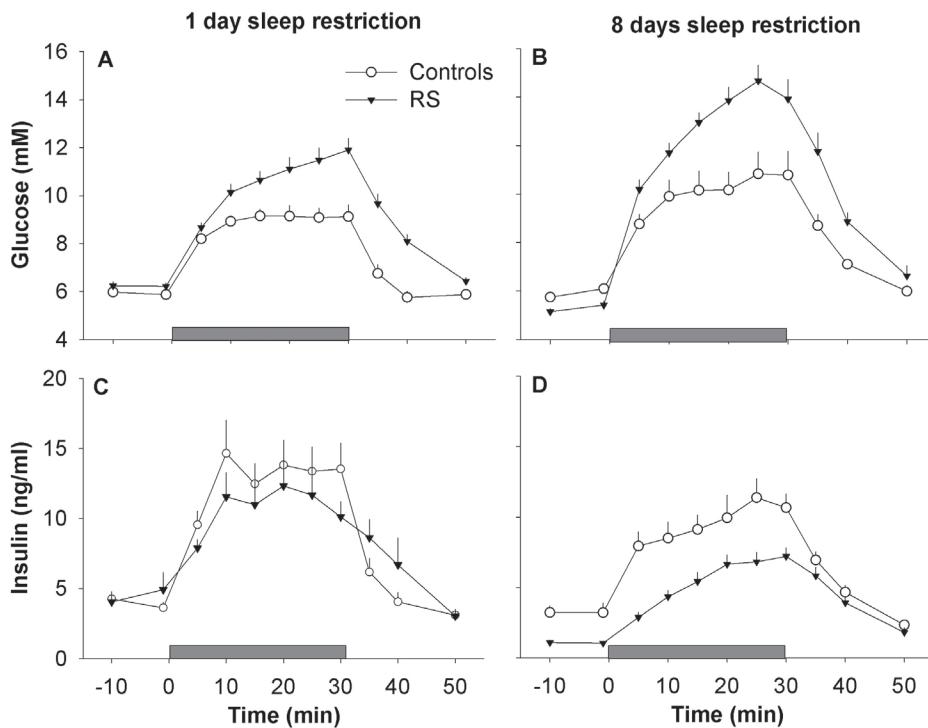 1 day sleep restriction
8 days sleep restriction
A
B
Controls
RS
Glucose (mM)
16
14
12
10
8
6
4
C
D
Insulin (ng/ml)
20
15
10
5
0
-10 0 10 20 30 40 50
-10 0 10 20 30 40 50
Time (min)
Time (min)